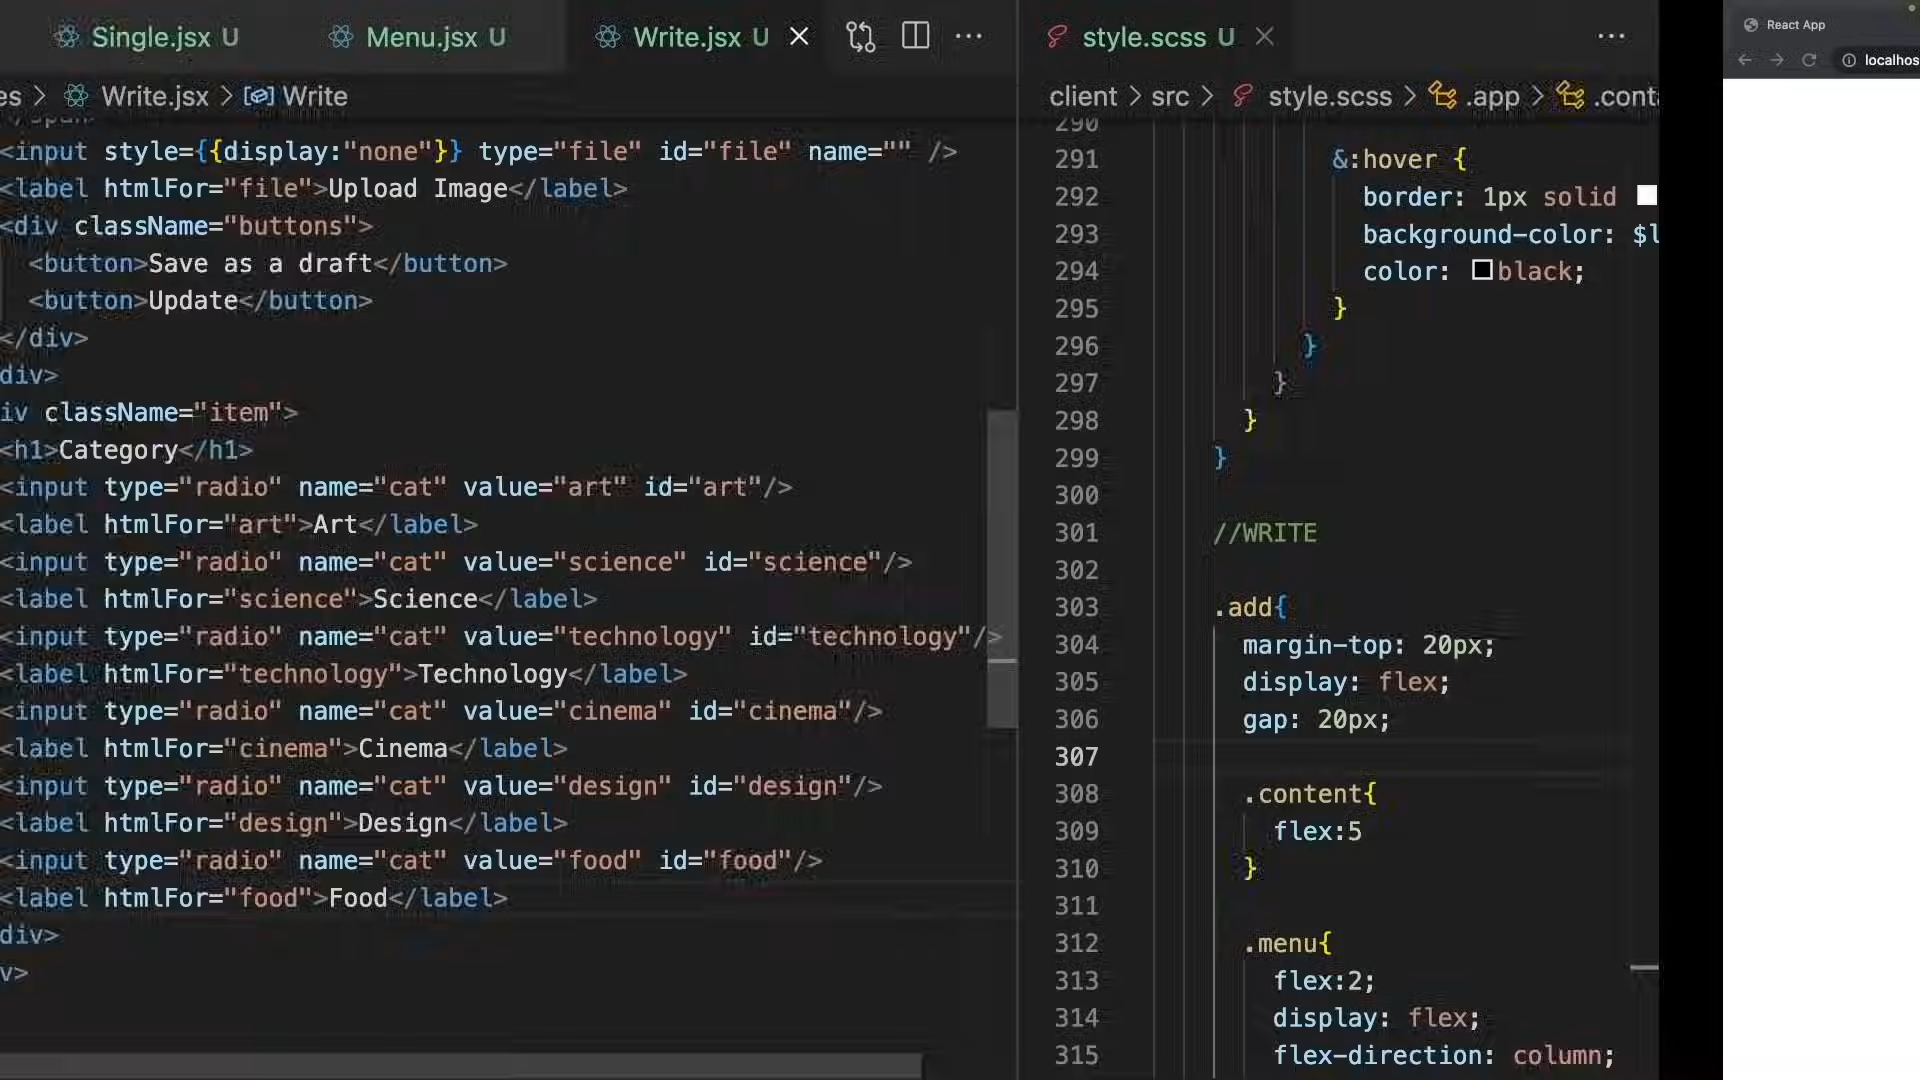 Single.jsx U
Menu.jsx U
Write.jsx U
es > Write.jsx > Write
<input style={{display:"none"}} type="file" id="file" name="" />
<label htmlFor="file">Upload Image</label>
<div className="buttons">
<button>Save as a draft</button>
<button>Update</button>
</div>
div>
iv className="item">
<h1>Category</h1>
<input type="radio" name="cat" value="art" id="art"/>
<label htmlFor="art">Art</label>
<input type="radio" name="cat" value="science" id="science"/>
<label htmlFor="science">Science</label>
<input type="radio" name="cat" value="technology" id="technology"/>
<label htmlFor="technology">Technology</label>
<input type="radio" name="cat" value="cinema" id="cinema"/>
<label htmlFor="cinema">Cinema</label>
<input type="radio" name="cat" value="design" id="design"/>
<label htmlFor="design">Design</label>
<input type="radio" name="cat" value="food" id="food"/>
<label htmlFor="food">Food</label>
div>
v>
style.scss U
client > src > style.scss > .app > .cont
290
291 &:hover {
292 border: 1px solid
293 background-color: $l
294 color: black;
295 }
296 }
297 }
298 }
299 }
300
301 //WRITE
302
303 .add{
304 margin-top: 20px;
305 display: flex;
306 gap: 20px;
307
308 .content{
309 flex:5
310 }
311
312 .menu{
313 flex:2;
314 display: flex;
315 flex-direction: column;
React App
localhos